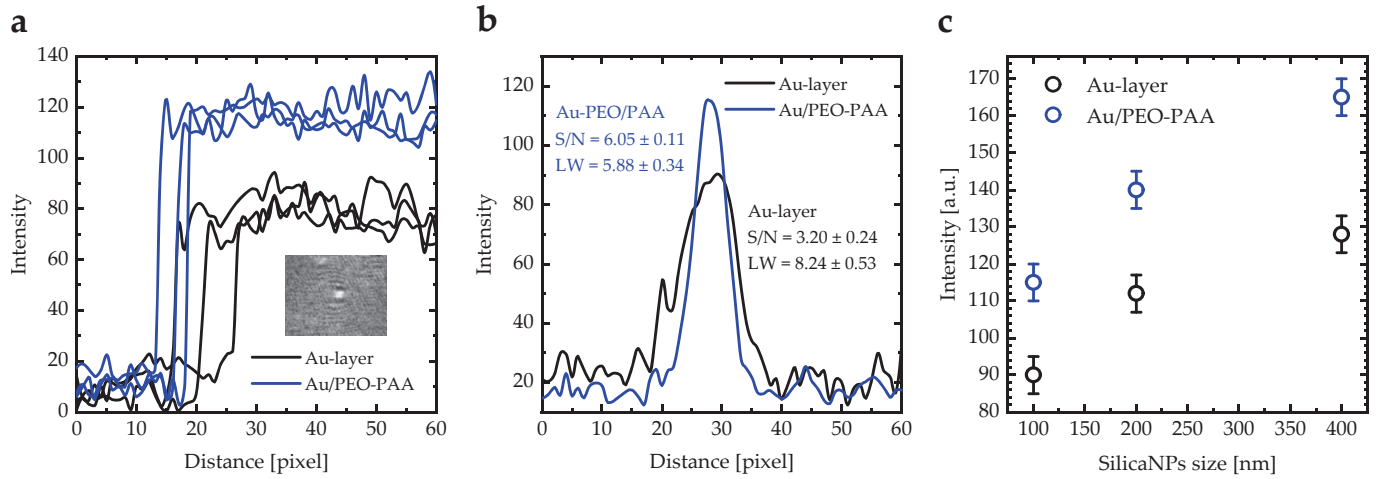 a
140
120
100
80
60
40
20
0
Intensity
Au-layer
Au/PEO-PAA
0 10 20 30 40 50 60
Distance [pixel]
b
120
100
80
60
40
20
Intensity
Au-layer
Au/PEO-PAA
Au-PEO/PAA
S/N = 6.05 ± 0.11
LW = 5.88 ± 0.34
Au-layer
S/N = 3.20 ± 0.24
LW = 8.24 ± 0.53
0 10 20 30 40 50 60
Distance [pixel]
c
170
160
150
140
130
120
110
100
90
80
Intensity [a.u.]
Au-layer
Au/PEO-PAA
100 150 200 250 300 350 400
SilicaNPs size [nm]